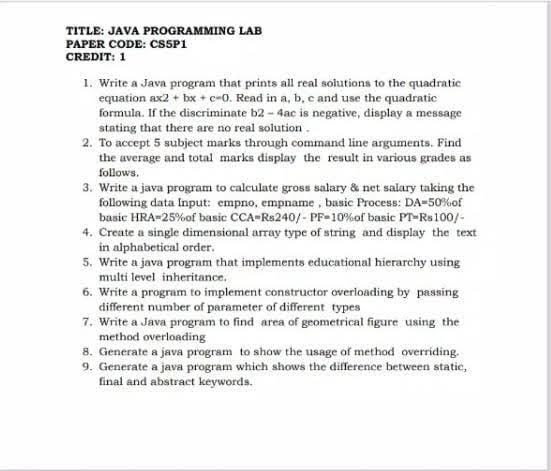 TITLE: JAVA PROGRAMMING LAB
PAPER CODE: CS5P1
CREDIT: 1
1. Write a Java program that prints all real solutions to the quadratic
equation ax2 + bx + c=0. Read in a, b, c and use the quadratic
formula. If the discriminate b2 – 4ac is negative, display a message
stating that there are no real solution .
2. To accept 5 subject marks through command line arguments. Find
the average and total marks display the result in various grades as
follows.
3. Write a java program to calculate gross salary & net salary taking the
following data Input: empno, empname , basic Process: DA=50%of
basic HRA=25%of basic CCA=Rs240/- PF=10%of basic PT=Rs100/-
4. Create a single dimensional array type of string and display the text
in alphabetical order.
5. Write a java program that implements educational hierarchy using
multi level inheritance.
6. Write a program to implement constructor overloading by passing
different number of parameter of different types
7. Write a Java program to find area of geometrical figure using the
method overloading
8. Generate a java program to show the usage of method overriding.
9. Generate a java program which shows the difference between static,
final and abstract keywords.